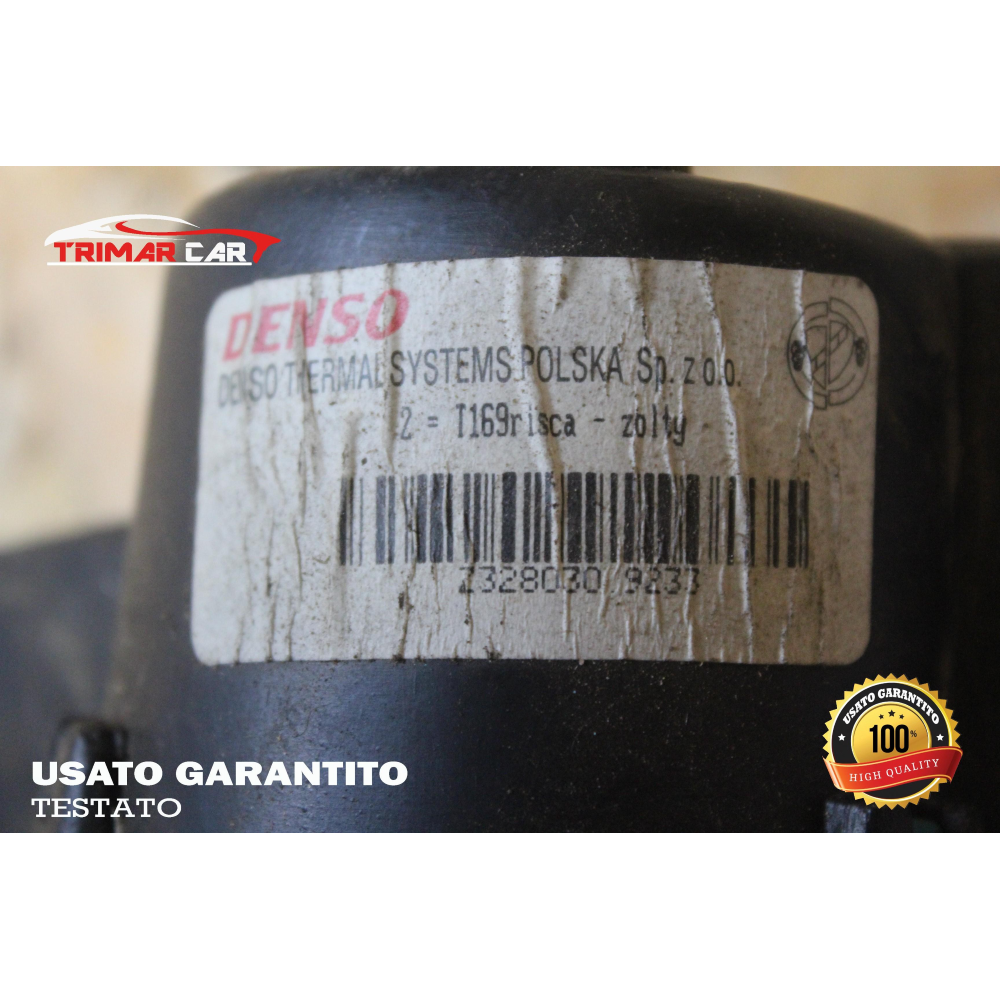 TRIMAR CAR
DENSO
DENSO THERMAL SYSTEMS POLSKA Sp. z o.o.
2 = T169risca - zolty
Z328030 9233
USATO GARANTITO
100%
HIGH QUALITY
USATO GARANTITO
TESTATO